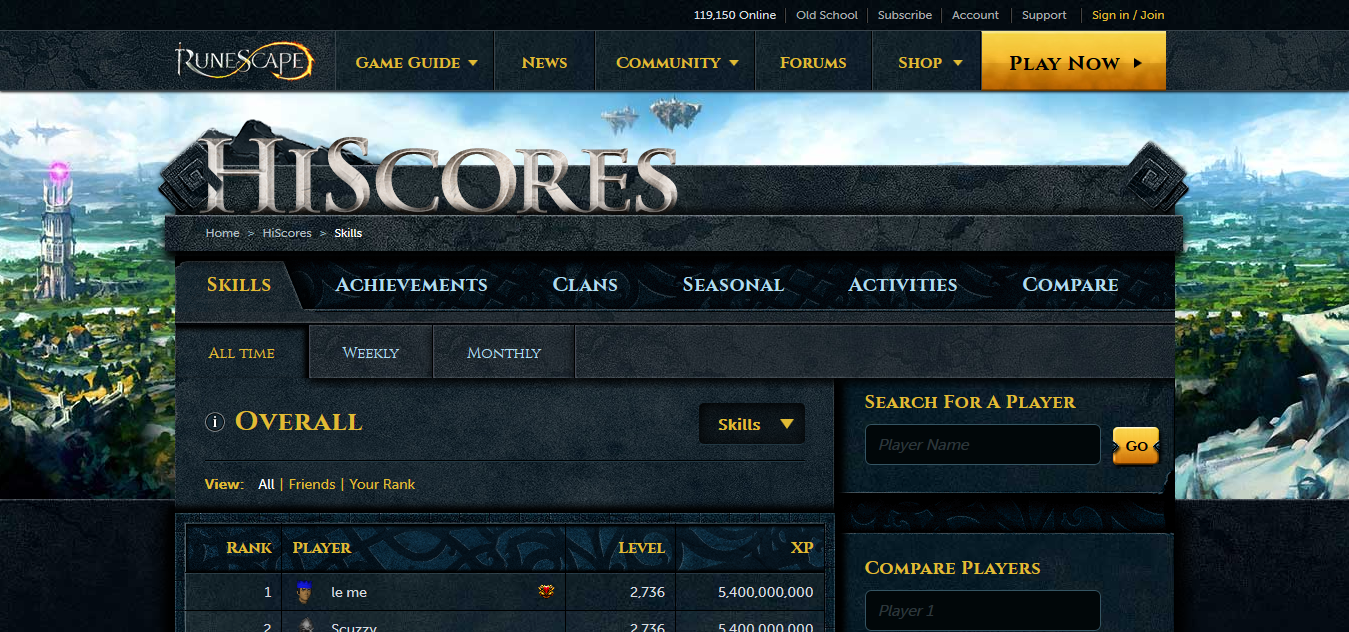 119,150 Online Old School Subscribe Account Support Sign in / Join
RuneScape Game Guide News Community Forums Shop Play Now
HiScores
Home > HiScores > Skills
Skills Achievements Clans Seasonal Activities Compare
All time Weekly Monthly
Overall Skills
Search For A Player
Player Name GO
View: All | Friends | Your Rank
Rank Player Level XP
1 le me 2,736 5,400,000,000
2 Scuzzy 2,736 5,400,000,000
Compare Players
Player 1